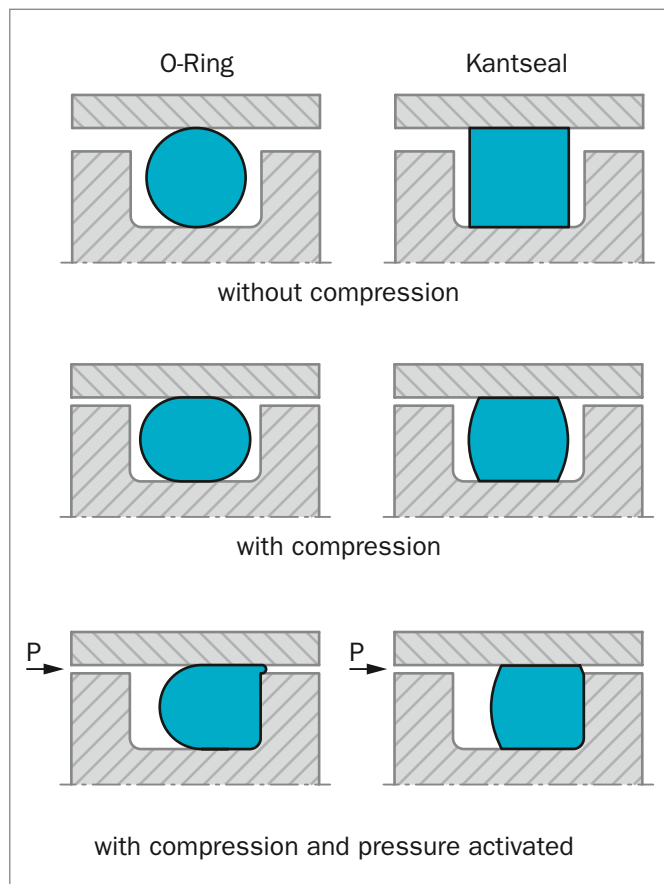 O-Ring
Kantseal
without compression
with compression
P
P
with compression and pressure activated